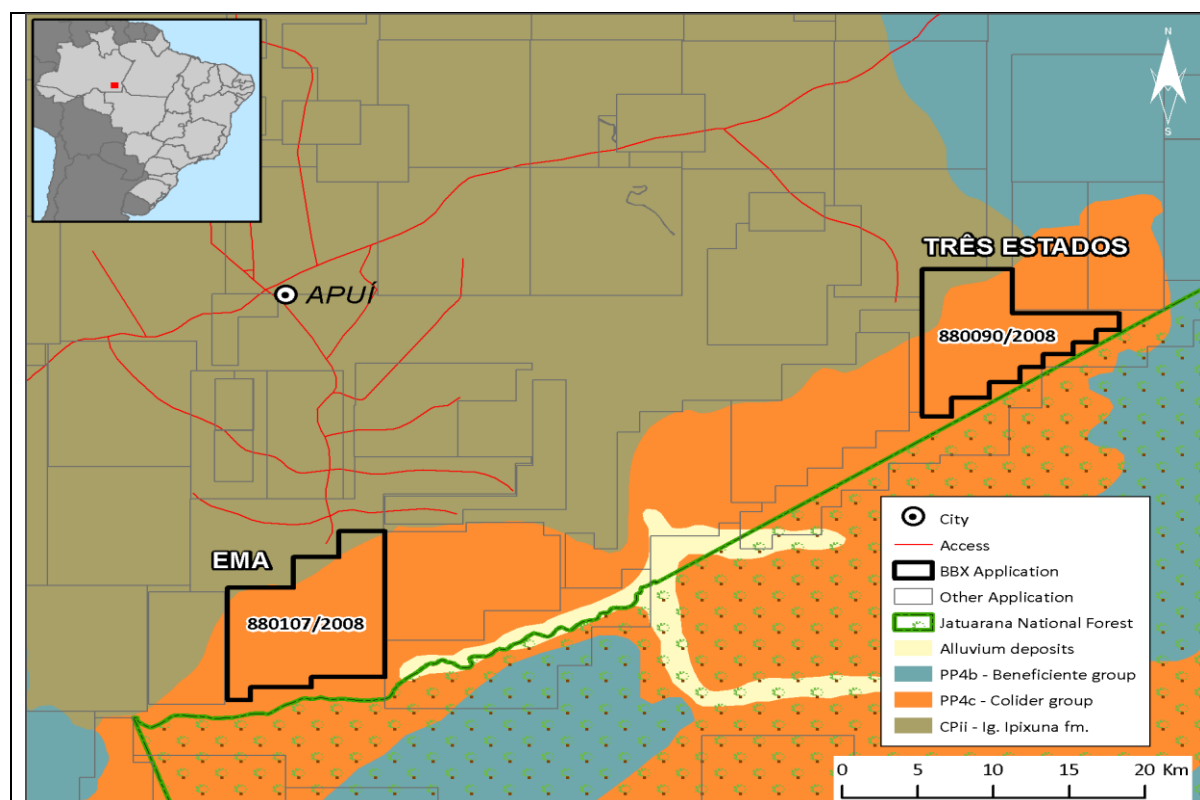 N
S
TRÊS ESTADOS
APUÍ
880090/2008
EMA
880107/2008
City
Access
BBX Application
Other Application
Jatuarana National Forest
Alluvium deposits
PP4b - Beneficiente group
PP4c - Colider group
CPii - Ig. Ipixuna fm.
0 5 10 15 20 Km